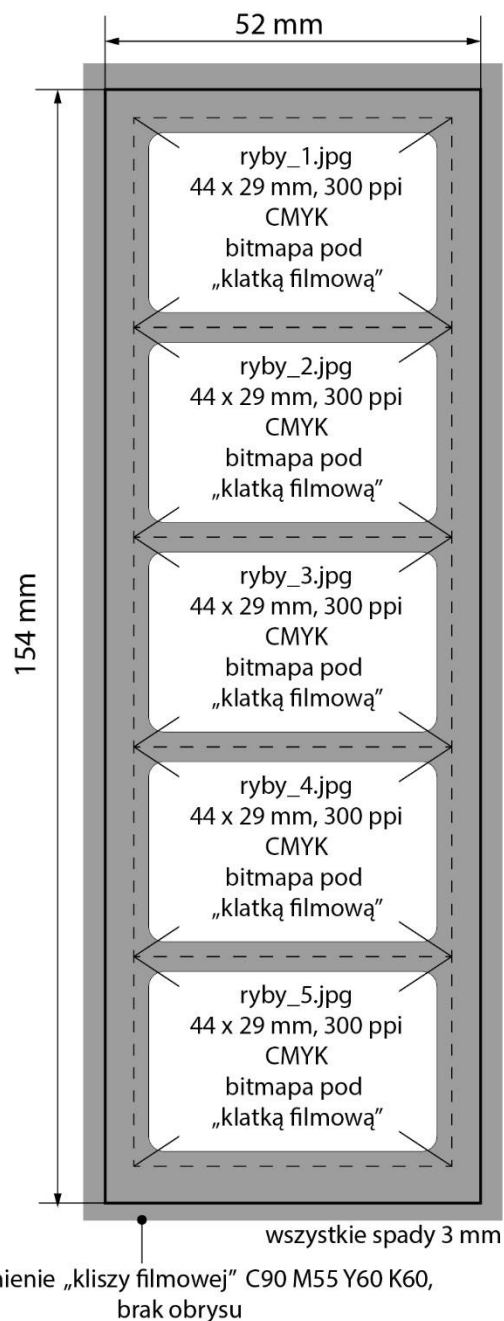 52 mm
ryby_1.jpg
44 x 29 mm, 300 ppi
CMYK
bitmapa pod
„klatką filmową”
ryby_2.jpg
44 x 29 mm, 300 ppi
CMYK
bitmapa pod
„klatką filmową”
154 mm
ryby_3.jpg
44 x 29 mm, 300 ppi
CMYK
bitmapa pod
„klatką filmową”
ryby_4.jpg
44 x 29 mm, 300 ppi
CMYK
bitmapa pod
„klatką filmową”
ryby_5.jpg
44 x 29 mm, 300 ppi
CMYK
bitmapa pod
„klatką filmową”
wszystkie spady 3 mm
„kliszy filmowej” C90 M55 Y60 K60,
brak obrysu